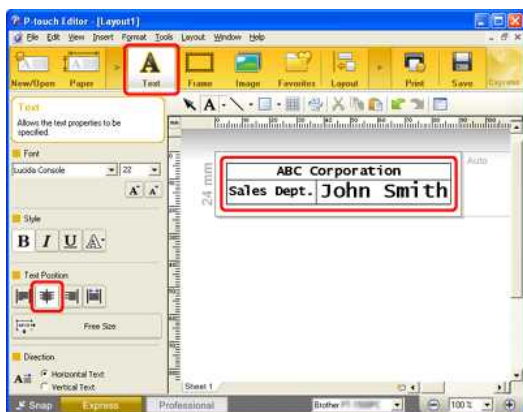 P-touch Editor - [Layout1]
File Edit View Insert Format Tools Layout Window Help
New/Open Paper Text Frame Image Favorites Layout Print Save Express
Text
Allows the text properties to be
specified.
Font
Lucida Console 22
A A
Style
B I U A
Text Position
Free Size
Direction
Horizontal Text
Vertical Text
A
mm
24 mm
Auto
ABC Corporation
Sales Dept. John Smith
Sheet 1
Snap Express Professional
Brother
100 %